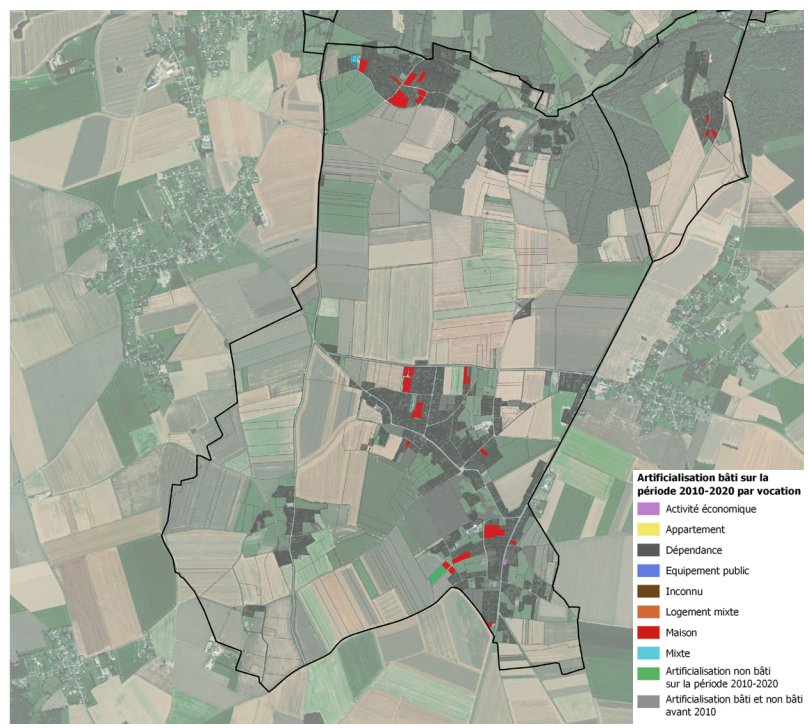 Artificialisation bâti sur la
période 2010-2020 par vocation
Activité économique
Appartement
Dépendance
Equipement public
Inconnu
Logement mixte
Maison
Mixte
Artificialisation non bâti
sur la période 2010-2020
Artificialisation bâti et non bâti
avant 2010